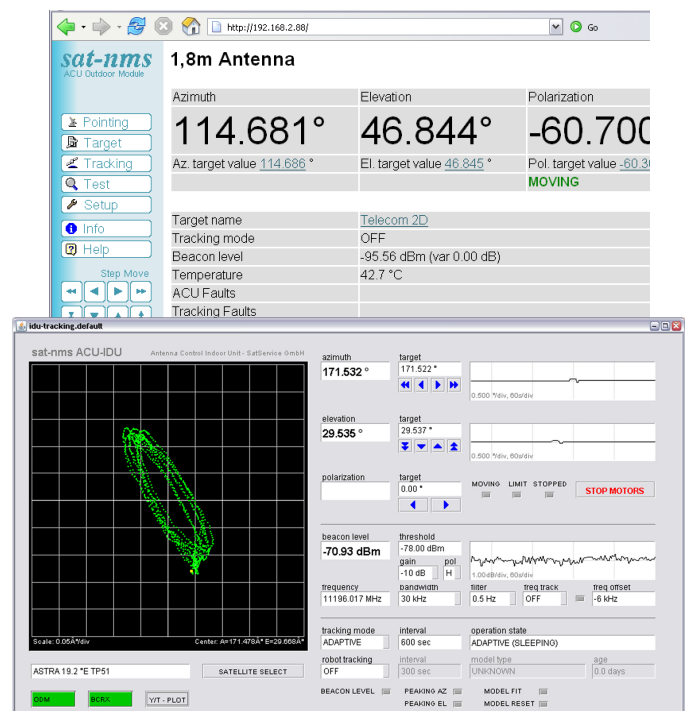 http://192.168.2.88/
Go
sat-nms
ACU Outdoor Module
1,8m Antenna
Azimuth Elevation Polarization
114.681° 46.844° -60.700
Az. target value 114.686 ° El. target value 46.845 ° Pol. target value -60.30
MOVING
Pointing
Target
Tracking
Test
Setup
Info
Help
Step Move
Target name Telecom 2D
Tracking mode OFF
Beacon level -95.56 dBm (var 0.00 dB)
Temperature 42.7 °C
ACU Faults
Tracking Faults
idu-tracking.default
sat-nms ACU-IDU Antenna Control Indoor Unit - SatService GmbH
Scale: 0.05Â°/div Center: A=171.478Â° E=29.668Â°
ASTRA 19.2 °E TP51 SATELLITE SELECT
ODM BCRX Y/T - PLOT
azimuth target
171.532 ° 171.522 °
0.500 °/div, 60s/div
elevation target
29.535 ° 29.537 °
0.500 °/div, 60s/div
polarization target
0.00 °
MOVING LIMIT STOPPED
STOP MOTORS
beacon level threshold
-70.93 dBm -78.00 dBm
gain pol
-10 dB H
1.00dB/div, 60s/div
frequency bandwidth filter freq track freq offset
11196.017 MHz 30 kHz 0.5 Hz OFF -6 kHz
tracking mode interval operation state
ADAPTIVE 600 sec ADAPTIVE (SLEEPING)
robot tracking interval model type age
OFF 300 sec UNKNOWN 0.0 days
BEACON LEVEL PEAKING AZ MODEL FIT
PEAKING EL MODEL RESET